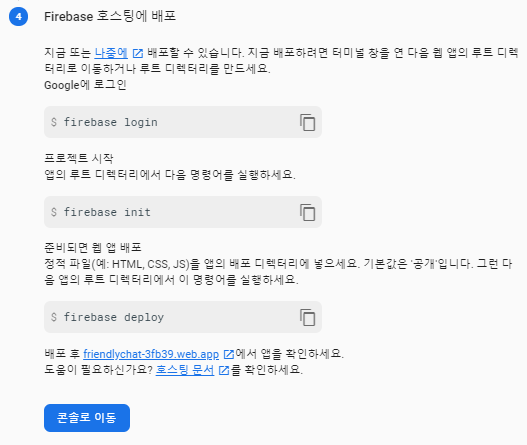 4 Firebase 호스팅에 배포
지금 또는 나중에 배포할 수 있습니다. 지금 배포하려면 터미널 창을 연 다음 웹 앱의 루트 디렉
터리로 이동하거나 루트 디렉터리를 만드세요.
Google에 로그인
$ firebase login
프로젝트 시작
앱의 루트 디렉터리에서 다음 명령어를 실행하세요.
$ firebase init
준비되면 웹 앱 배포
정적 파일(예: HTML, CSS, JS)을 앱의 배포 디렉터리에 넣으세요. 기본값은 '공개'입니다. 그런 다
음 앱의 루트 디렉터리에서 이 명령어를 실행하세요.
$ firebase deploy
배포 후 friendlychat-3fb39.web.app 에서 앱을 확인하세요.
도움이 필요하신가요? 호스팅 문서 를 확인하세요.
콘솔로 이동